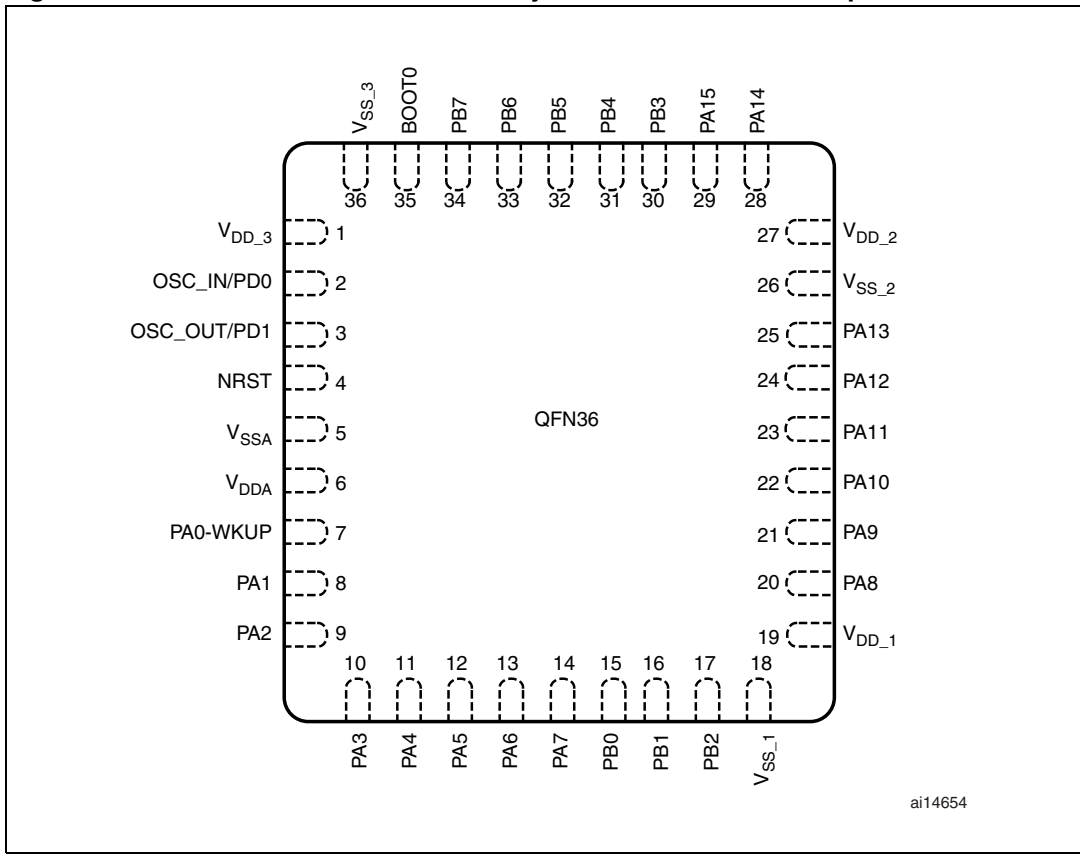 VSS_3
BOOT0
PB7
PB6
PB5
PB4
PB3
PA15
PA14
36 35 34 33 32 31 30 29 28
VDD_3 1
OSC_IN/PD0 2
OSC_OUT/PD1 3
NRST 4
VSSA 5
VDDA 6
PA0-WKUP 7
PA1 8
PA2 9
QFN36
27 VDD_2
26 VSS_2
25 PA13
24 PA12
23 PA11
22 PA10
21 PA9
20 PA8
19 VDD_1
10 11 12 13 14 15 16 17 18
PA3
PA4
PA5
PA6
PA7
PB0
PB1
PB2
VSS_1
ai14654